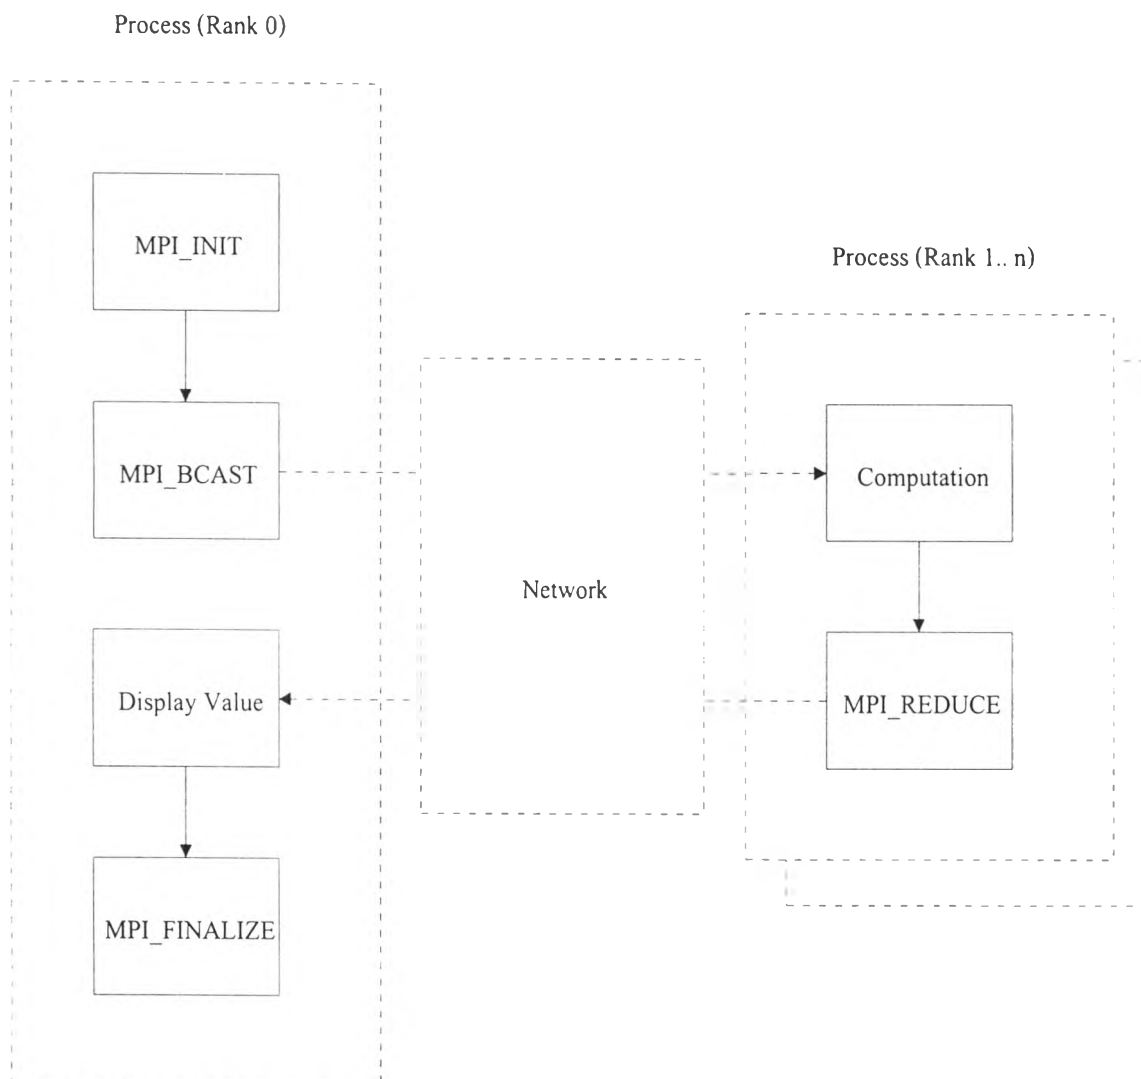 Process (Rank 0)
MPI_INIT
Process (Rank 1.. n)
MPI_BCAST
Computation
Network
Display Value
MPI_REDUCE
MPI_FINALIZE